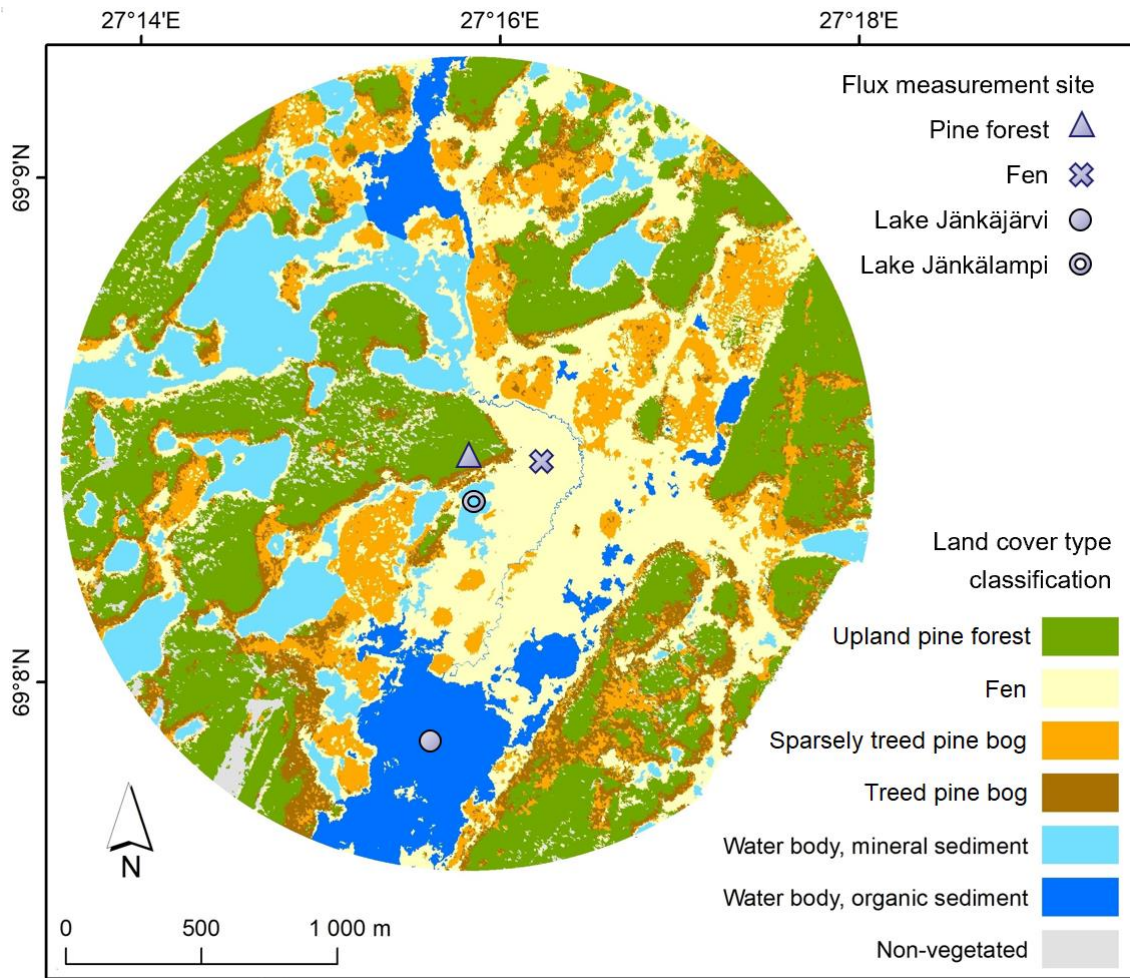 27°14'E
27°16'E
27°18'E
69°9'N
69°8'N
Flux measurement site
Pine forest
Fen
Lake Jänkäjärvi
Lake Jänkälampi
Land cover type
classification
Upland pine forest
Fen
Sparsely treed pine bog
Treed pine bog
Water body, mineral sediment
Water body, organic sediment
Non-vegetated
N
0 500 1 000 m